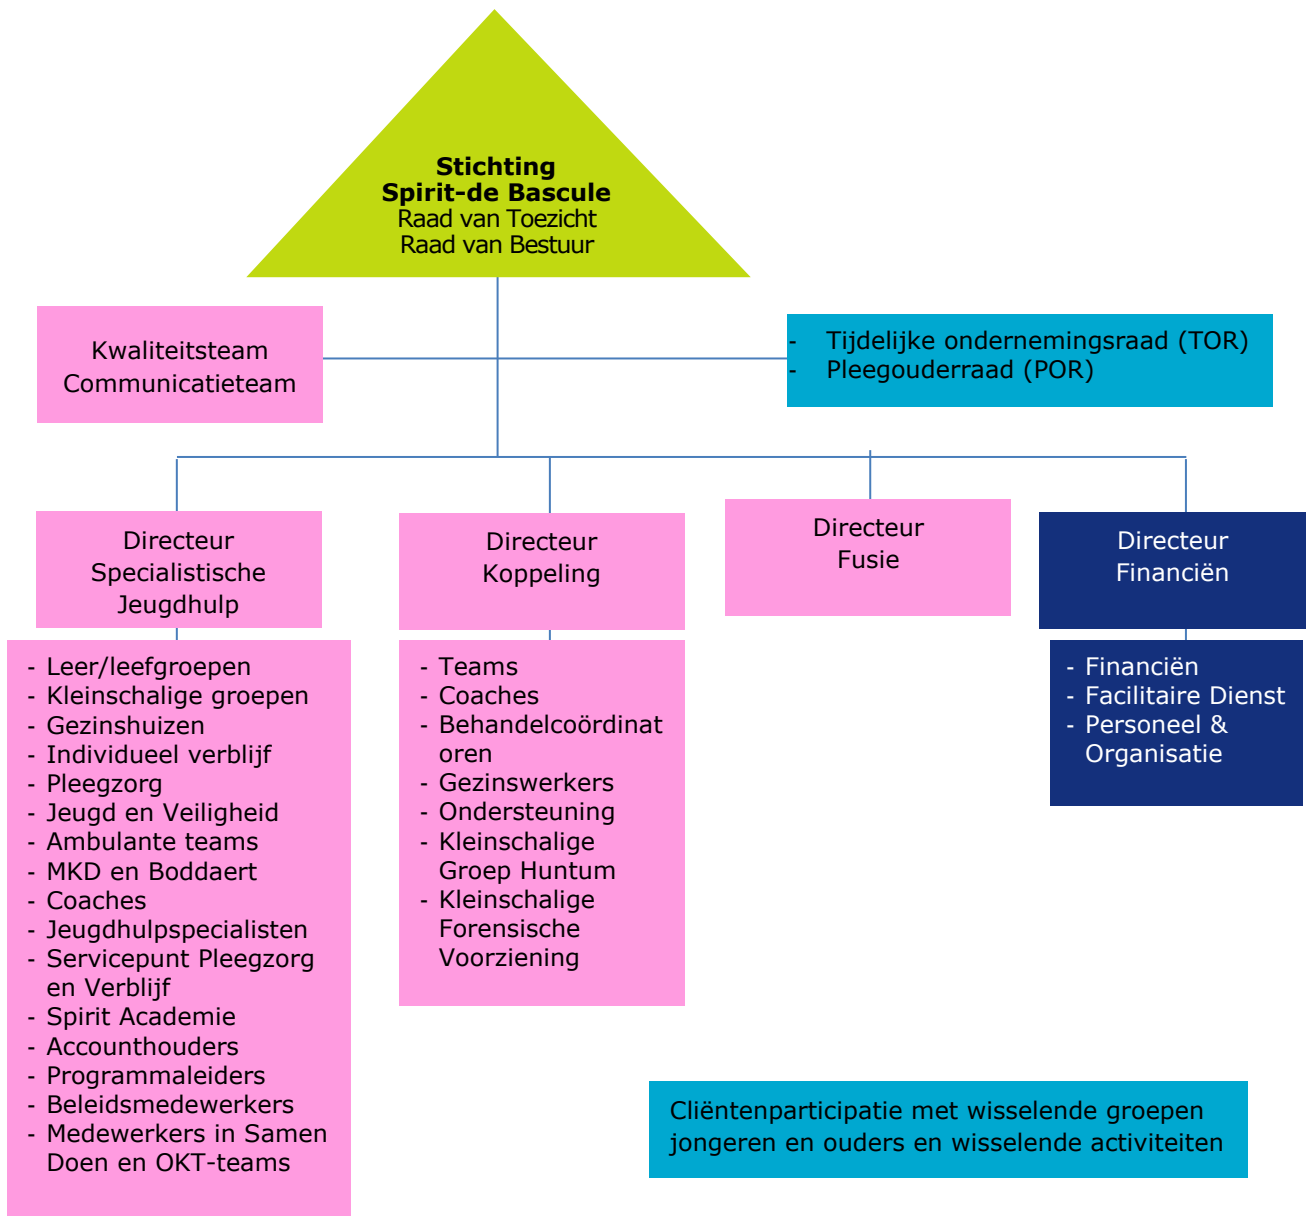 Stichting
Spirit-de Bascule
Raad van Toezicht
Raad van Bestuur
Kwaliteitsteam
Communicatieteam
- Tijdelijke ondernemingsraad (TOR)
- Pleegouderraad (POR)
Directeur
Specialistische
Jeugdhulp
Directeur
Koppeling
Directeur
Fusie
Directeur
Financiën
- Leer/leefgroepen
- Kleinschalige groepen
- Gezinshuizen
- Individueel verblijf
- Pleegzorg
- Jeugd en Veiligheid
- Ambulante teams
- MKD en Boddaert
- Coaches
- Jeugdhulpspecialisten
- Servicepunt Pleegzorg
en Verblijf
- Spirit Academie
- Accounthouders
- Programmaleiders
- Beleidsmedewerkers
- Medewerkers in Samen
Doen en OKT-teams
- Teams
- Coaches
- Behandelcoördinat
oren
- Gezinswerkers
- Ondersteuning
- Kleinschalige
Groep Huntum
- Kleinschalige
Forensische
Voorziening
- Financiën
- Facilitaire Dienst
- Personeel &
Organisatie
Cliëntenparticipatie met wisselende groepen
jongeren en ouders en wisselende activiteiten